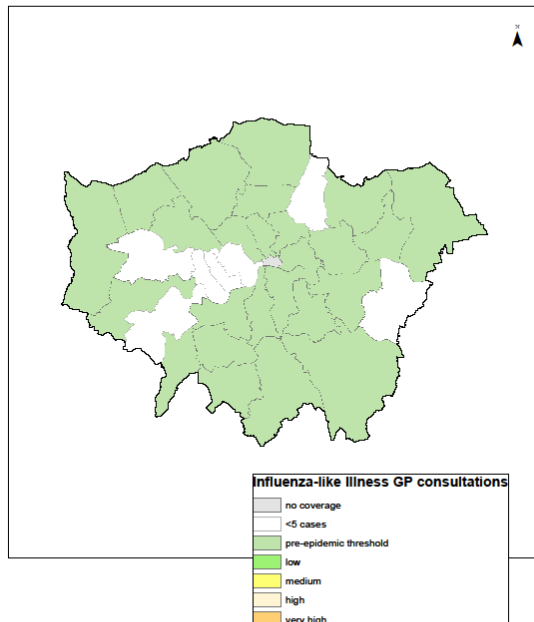 N
Influenza-like Illness GP consultations
no coverage
<5 cases
pre-epidemic threshold
low
medium
high
very high